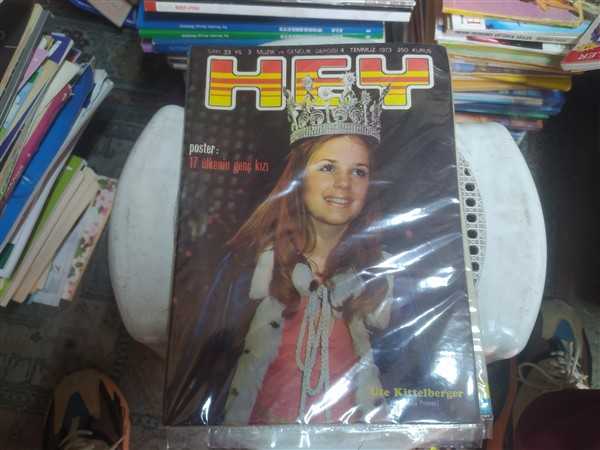 SAYI 23 YIL 3 MÜZİK ve GENÇLİK DERGİSİ 4 TEMMUZ 1973 250 KURUŞ
HEY
poster:
17 ülkenin genç kızı
Ute Kittelberger